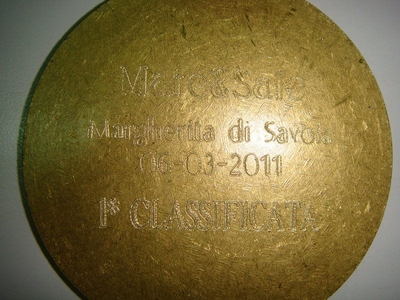 Mare&Sale
Margherita di Savoia
06-03-2011
1ª CLASSIFICATA